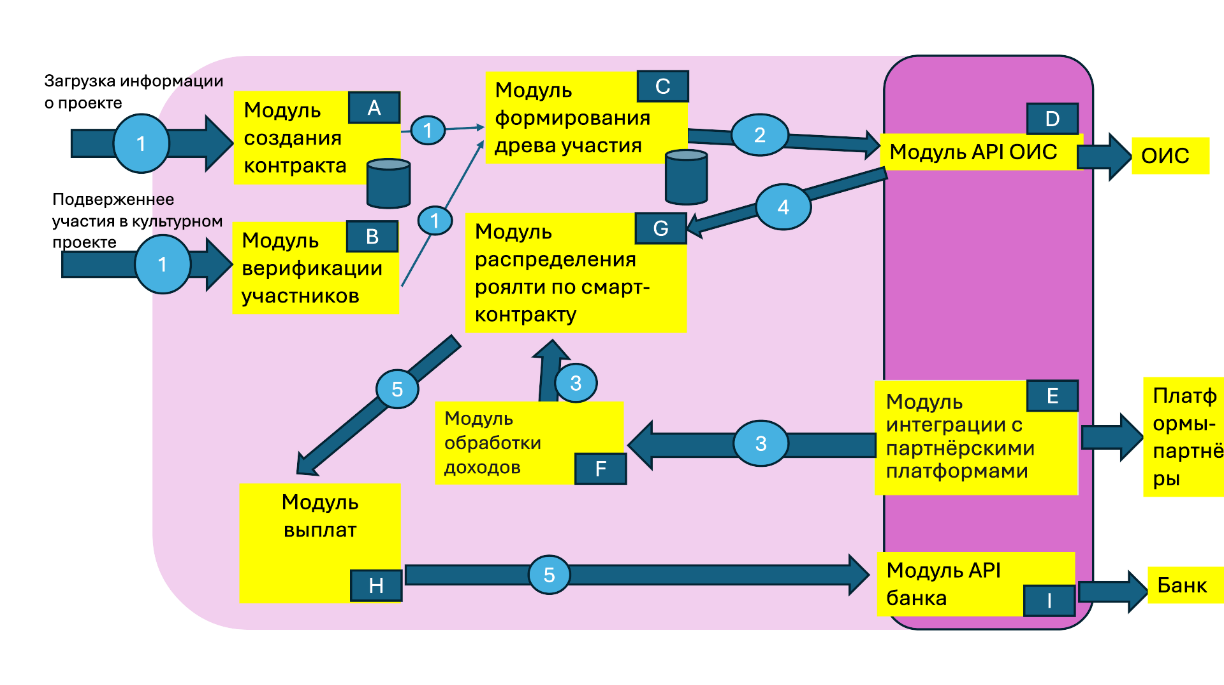 Загрузка информации
о проекте
1
Модуль
создания
контракта
A
1
Модуль
формирования
древа участия
C
2
D
Модуль API ОИС
ОИС
Подверженнее
участия в культурном
проекте
1
Модуль
верификации
участников
B
1
Модуль
распределения
роялти по смарт-
контракту
G
4
5
3
Модуль
обработки
доходов
F
3
Модуль
интеграции с
партнёрскими
платформами
E
Платф
ормы-
партнё
ры
Модуль
выплат
H
5
Модуль API
банка
I
Банк